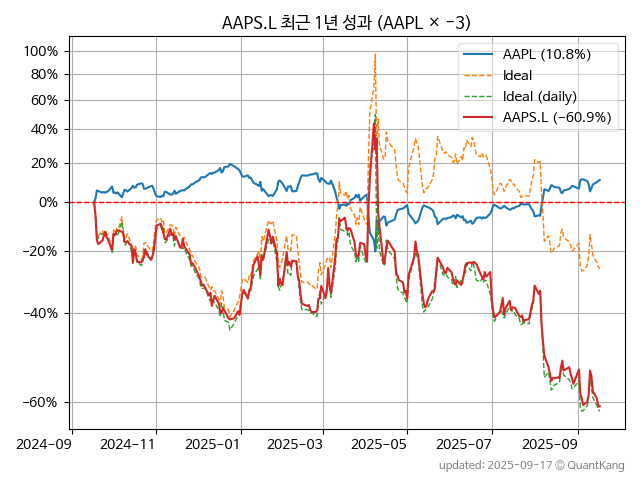 AAPS.L 최근 1년 성과 (AAPL × −3)
100%
80%
60%
40%
20%
0%
−20%
−40%
−60%
AAPL (10.8%)
Ideal
Ideal (daily)
AAPS.L (−60.9%)
2024-09
2024-11
2025-01
2025-03
2025-05
2025-07
2025-09
updated: 2025-09-17 © QuantKang